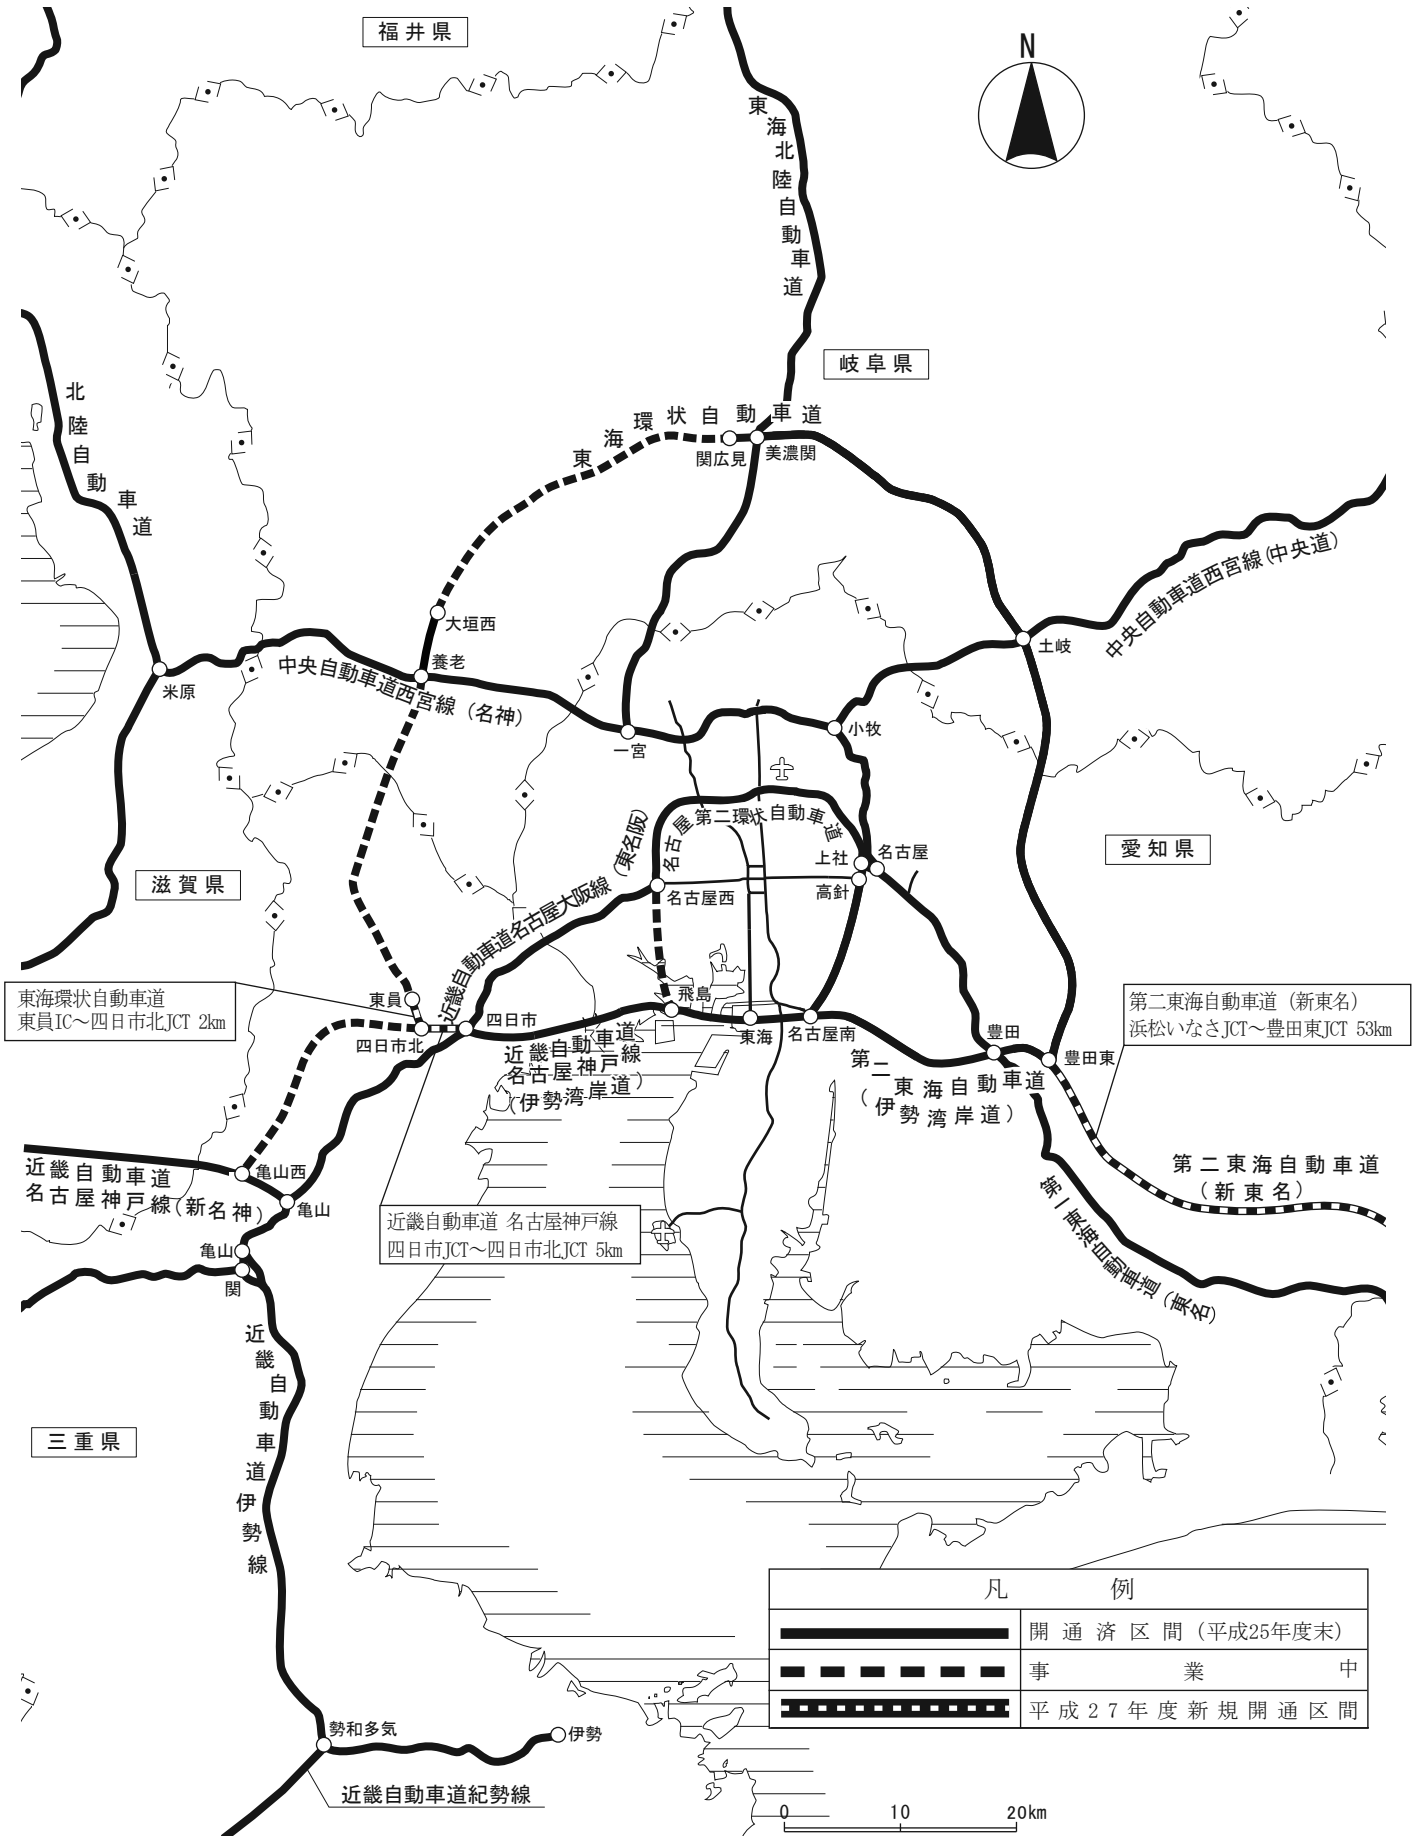 福井県
N
東海北陸自動車道
岐阜県
北陸自動車道
東海環状自動車道
関広見
美濃関
中央自動車道西宮線(中央道)
大垣西
養老
土岐
米原
中央自動車道西宮線（名神）
一宮
小牧
名古屋第二環状自動車道
上社
名古屋
高針
名古屋西
愛知県
滋賀県
近畿自動車道名古屋大阪線（東名阪）
東海環状自動車道
東員IC～四日市北JCT 2km
東員
四日市
四日市北
飛島
東海
名古屋南
豊田
豊田東
第二東海自動車道（新東名）
浜松いなさJCT～豊田東JCT 53km
近畿自動車道
名古屋神戸線
（伊勢湾岸道）
第二東海自動車道
（伊勢湾岸道）
近畿自動車道
名古屋神戸線（新名神）
亀山西
亀山
亀山
関
近畿自動車道 名古屋神戸線
四日市JCT～四日市北JCT 5km
第二東海自動車道
（新東名）
第一東海自動車道（東名）
近畿自動車道伊勢線
三重県
凡例
開通済区間（平成25年度末）
事業中
平成27年度新規開通区間
勢和多気
伊勢
近畿自動車道紀勢線
0 10 20km